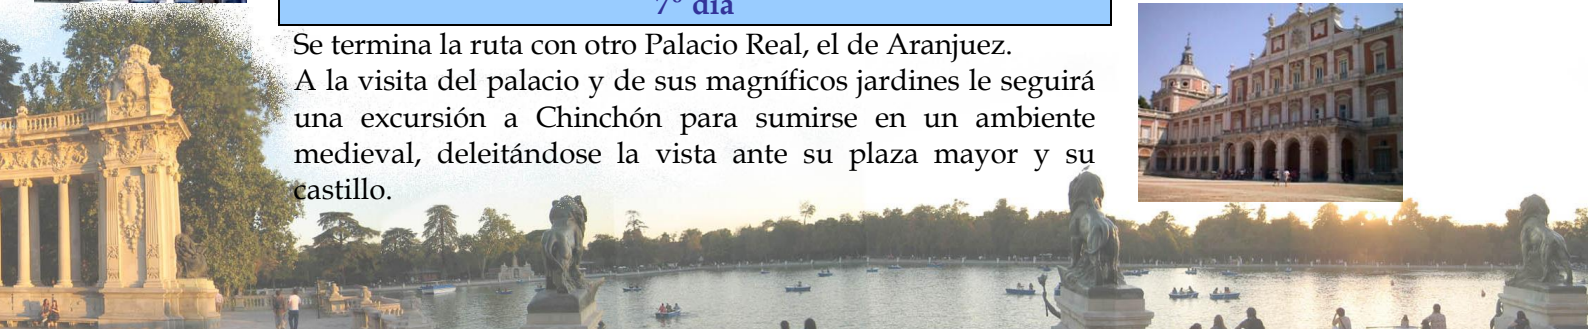 7º día
Se termina la ruta con otro Palacio Real, el de Aranjuez.
A la visita del palacio y de sus magníficos jardines le seguirá
una excursión a Chinchón para sumirse en un ambiente
medieval, deleitándose la vista ante su plaza mayor y su
castillo.